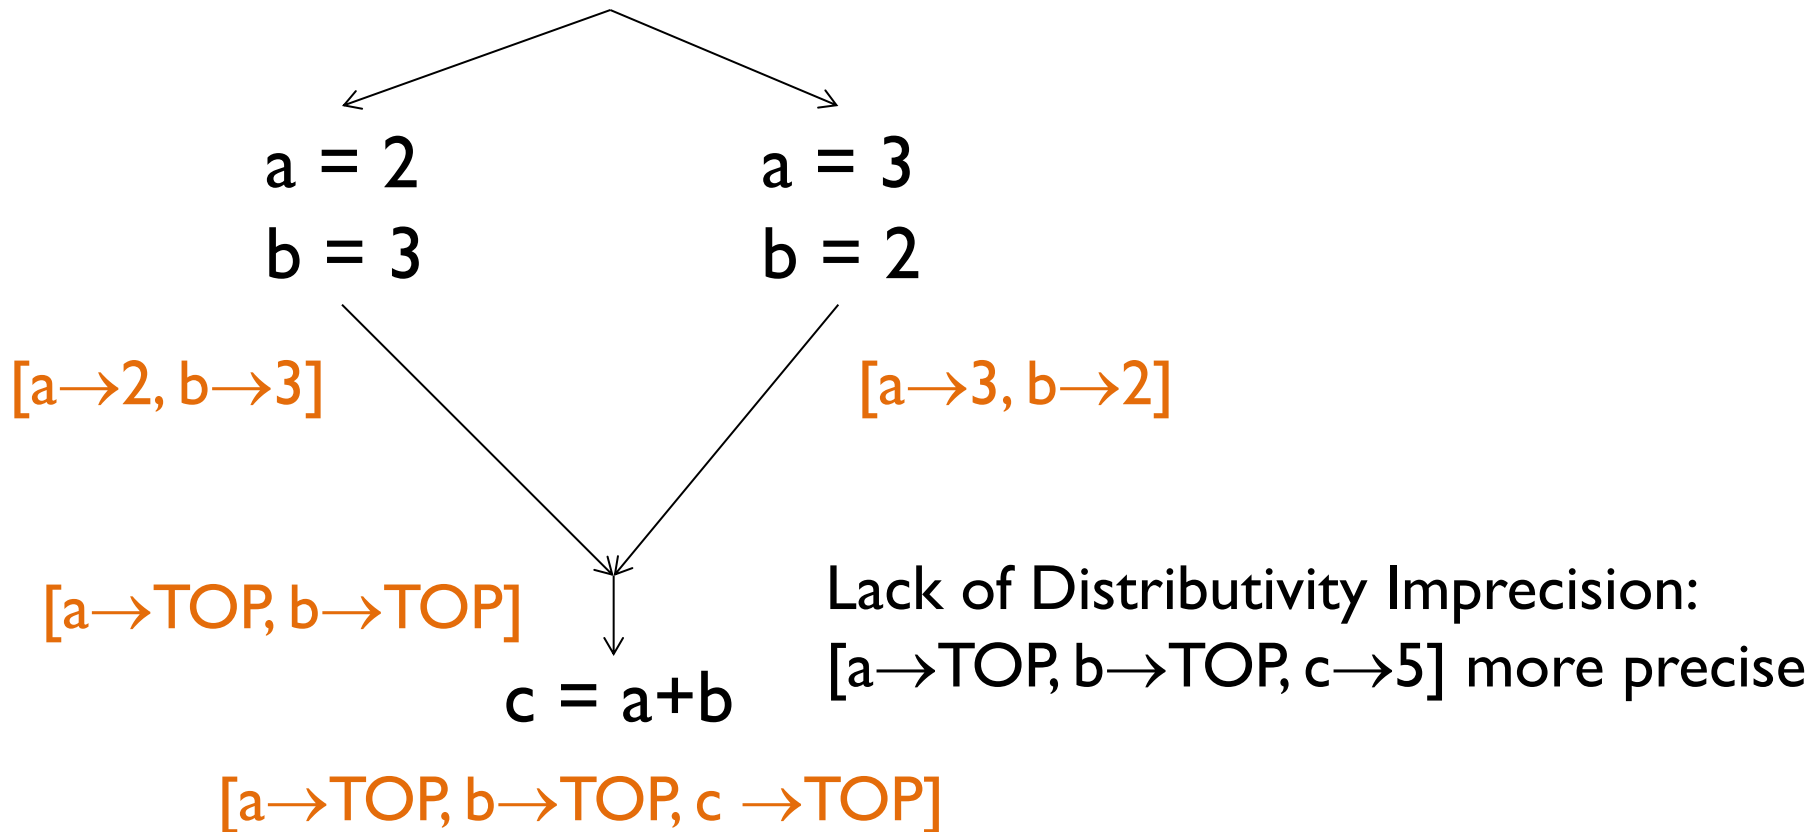 a = 2
b = 3
a = 3
b = 2
[a→2, b→3]
[a→3, b→2]
[a→TOP, b→TOP]
Lack of Distributivity Imprecision:
[a→TOP, b→TOP, c→5] more precise
c = a+b
[a→TOP, b→TOP, c →TOP]